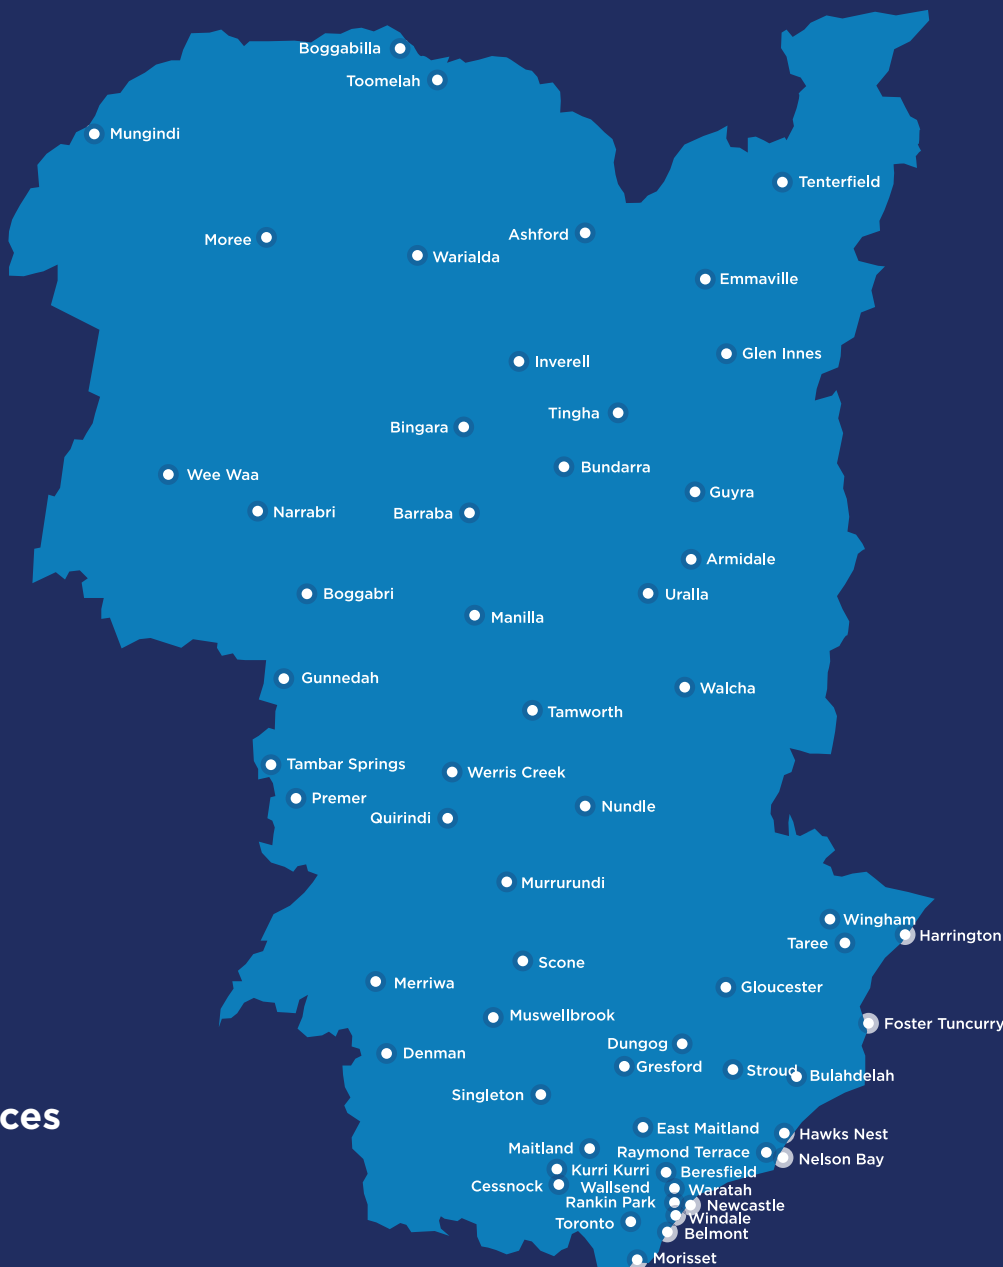 Boggabilla
Toomelah
Mungindi
Tenterfield
Ashford
Moree
Warialda
Emmaville
Glen Innes
Inverell
Tingha
Bingara
Bundarra
Wee Waa
Guyra
Narrabri
Barraba
Armidale
Boggabri
Uralla
Manilla
Gunnedah
Walcha
Tamworth
Tambar Springs
Werris Creek
Premer
Nundle
Quirindi
Murrurundi
Wingham
Harrington
Taree
Scone
Merriwa
Gloucester
Muswellbrook
Foster Tuncurry
Dungog
Denman
Gresford
Stroud
Bulahdelah
Singleton
ces
East Maitland
Hawks Nest
Maitland
Raymond Terrace
Nelson Bay
Kurri Kurri
Beresfield
Cessnock
Wallsend
Waratah
Rankin Park
Newcastle
Windale
Toronto
Belmont
Morisset